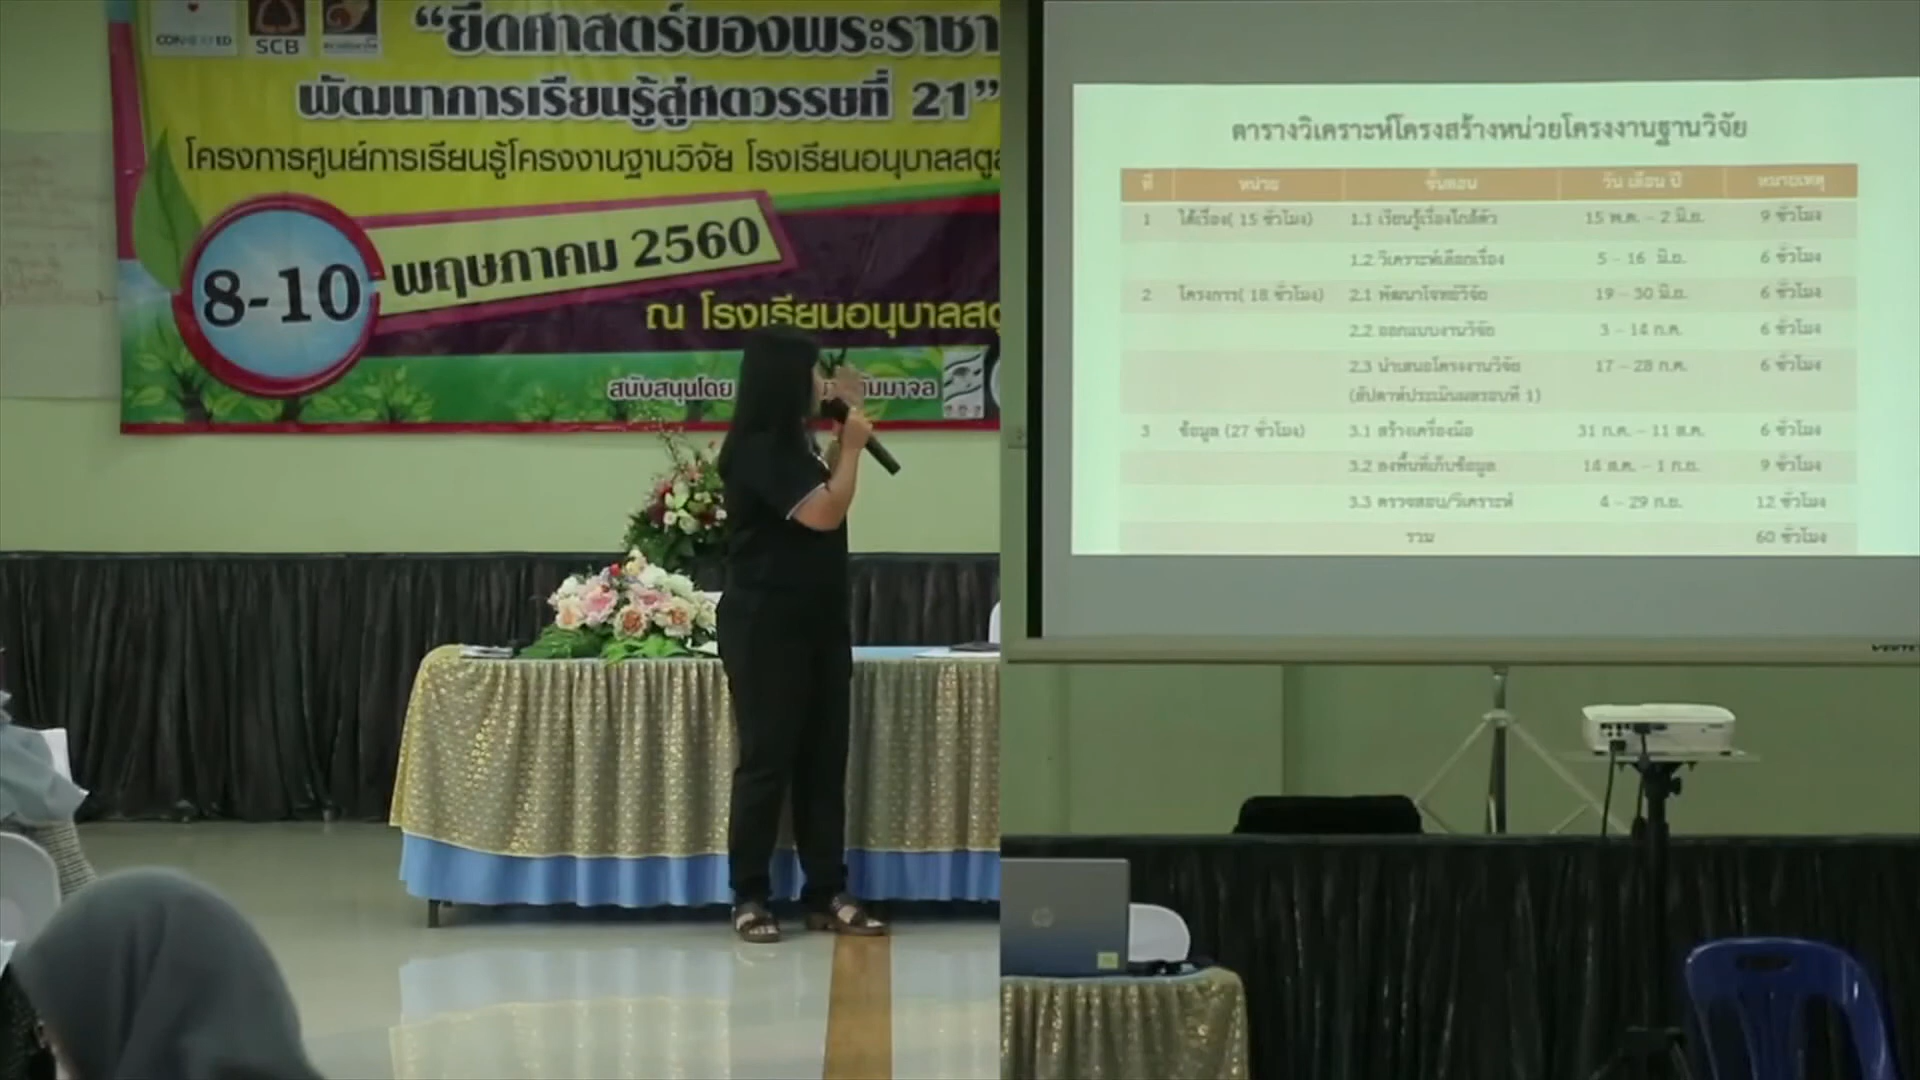 CONNEXT ED
SCB
“ยึดศาสตร์ของพระราชา
พัฒนาการเรียนรู้สู่ศตวรรษที่ 21”
โครงการศูนย์การเรียนรู้โครงงานฐานวิจัย โรงเรียนอนุบาลสตูล
8-10 พฤษภาคม 2560
ณ โรงเรียนอนุบาลสตู
สนับสนุนโดย
ตารางวิเคราะห์โครงสร้างหน่วยโครงงานฐานวิจัย
ที่ หน่วย ขั้นตอน วัน เดือน ปี หมายเหตุ
1 ได้เรื่อง( 15 ชั่วโมง) 1.1 เรียนรู้เรื่องใกล้ตัว 15 พ.ค. – 2 มิ.ย. 9 ชั่วโมง
1.2 วิเคราะห์เลือกเรื่อง 5 – 16 มิ.ย. 6 ชั่วโมง
2 โครงการ( 18 ชั่วโมง) 2.1 พัฒนาโจทย์วิจัย 19 – 30 มิ.ย. 6 ชั่วโมง
2.2 ออกแบบงานวิจัย 3 – 14 ก.ค. 6 ชั่วโมง
2.3 นำเสนอโครงงานวิจัย 17 – 28 ก.ค. 6 ชั่วโมง
(สัปดาห์ประเมินผลรอบที่ 1)
3 ข้อมูล (27 ชั่วโมง) 3.1 สร้างเครื่องมือ 31 ก.ค. – 11 ส.ค. 6 ชั่วโมง
3.2 ลงพื้นที่เก็บข้อมูล 14 ส.ค. – 1 ก.ย. 9 ชั่วโมง
3.3 ตรวจสอบ/วิเคราะห์ 4 – 29 ก.ย. 12 ชั่วโมง
รวม 60 ชั่วโมง
hp